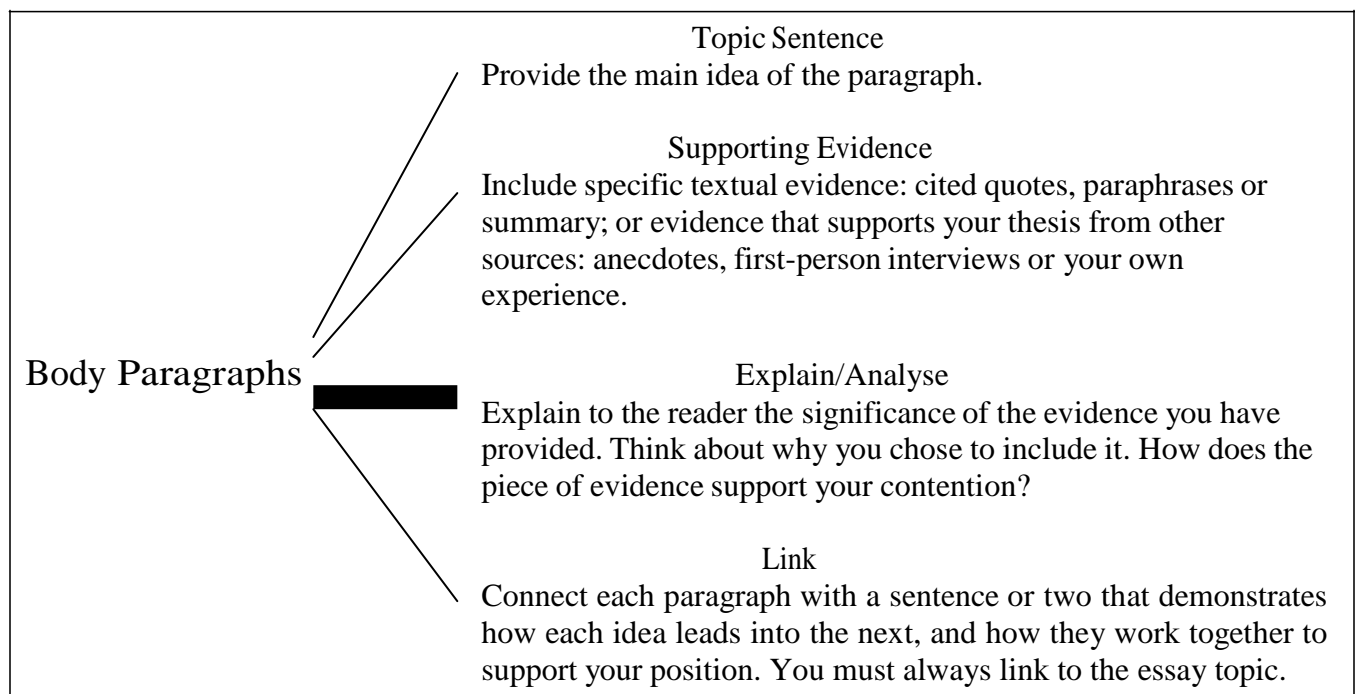 Topic Sentence
Provide the main idea of the paragraph.
Supporting Evidence
Include specific textual evidence: cited quotes, paraphrases or
summary; or evidence that supports your thesis from other
sources: anecdotes, first-person interviews or your own
experience.
Body Paragraphs
Explain/Analyse
Explain to the reader the significance of the evidence you have
provided. Think about why you chose to include it. How does the
piece of evidence support your contention?
Link
Connect each paragraph with a sentence or two that demonstrates
how each idea leads into the next, and how they work together to
support your position. You must always link to the essay topic.